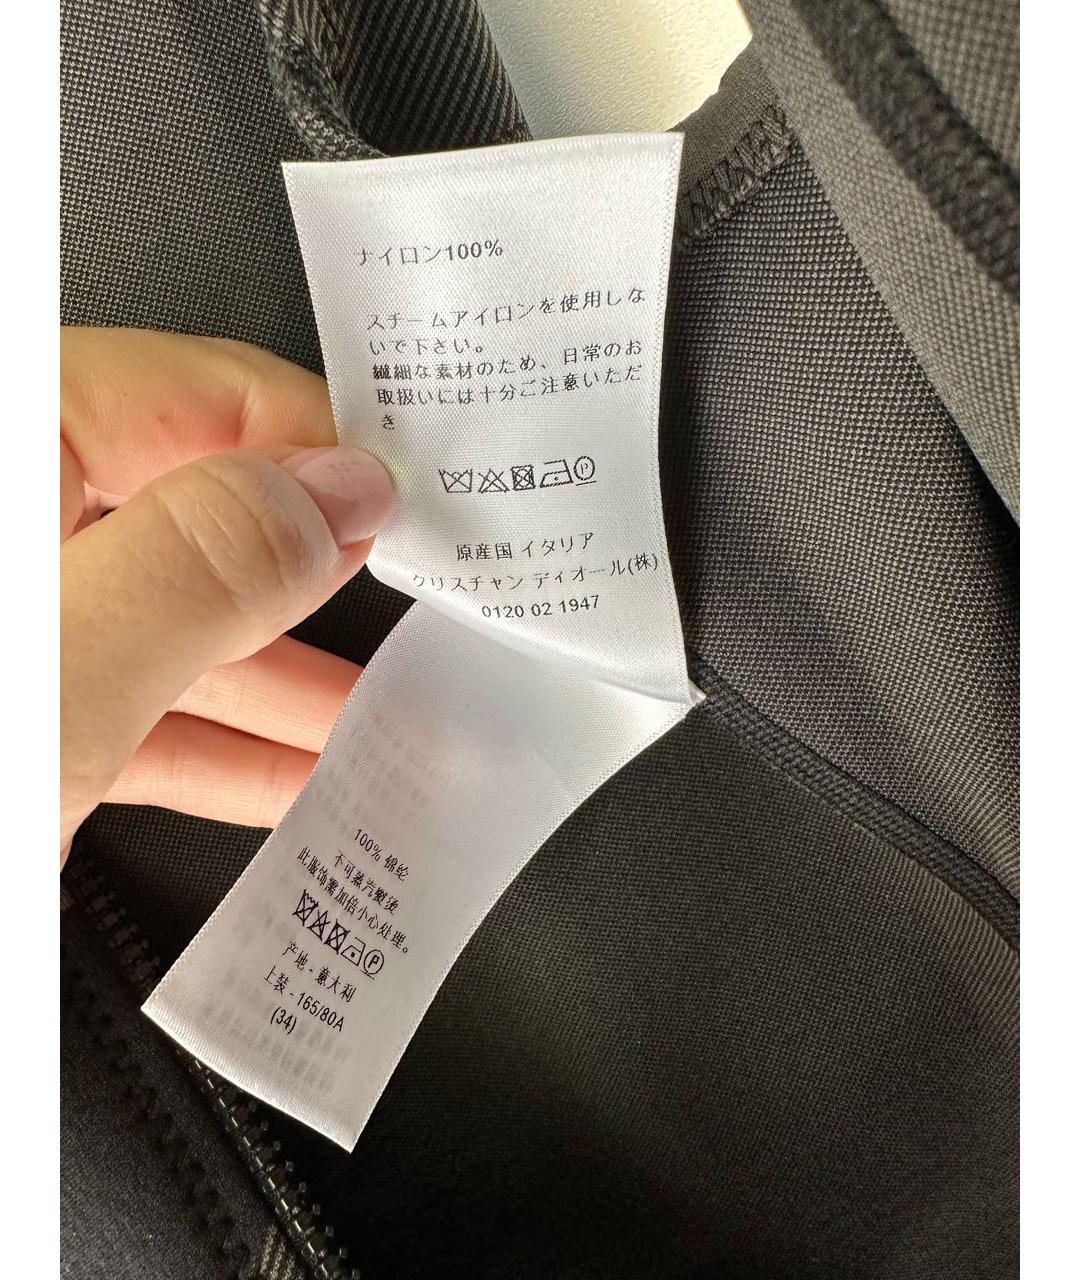 ナイロン100%
スチームアイロンを使用しな
いで下さい。
繊細な素材のため、日常のお
取扱いには十分ご注意いただ
き
P
原産国 イタリア
クリスチャン ディオール(株)
0120 02 1947
100% 锦纶
不可蒸汽熨烫
此服饰需加倍小心处理。
P
产地 - 意大利
上装 - 165/80A
(34)